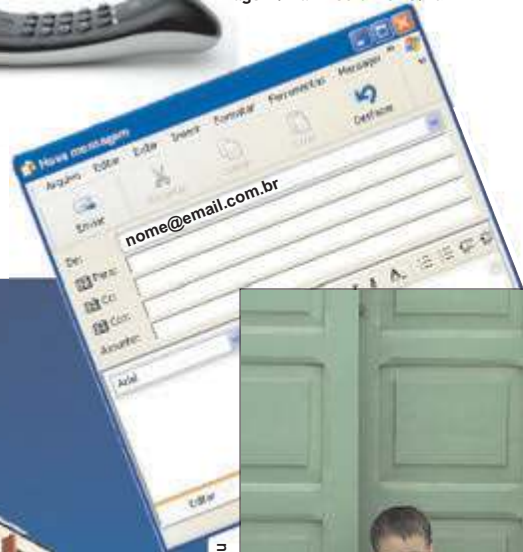 Nova mensagem
Arquivo Editar Exibir Inserir Formatar Ferramentas Mensagem
Enviar
Desfazer
De: nome@email.com.br
Para:
Cc:
Cco:
Assunto:
Arial
Editar